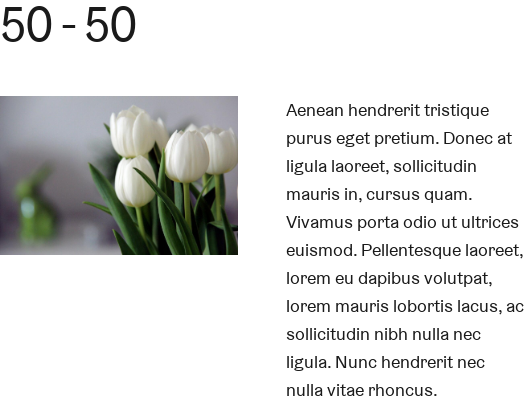 50 - 50
Aenean hendrerit tristique
purus eget pretium. Donec at
ligula laoreet, sollicitudin
mauris in, cursus quam.
Vivamus porta odio ut ultrices
euismod. Pellentesque laoreet,
lorem eu dapibus volutpat,
lorem mauris lobortis lacus, ac
sollicitudin nibh nulla nec
ligula. Nunc hendrerit nec
nulla vitae rhoncus.